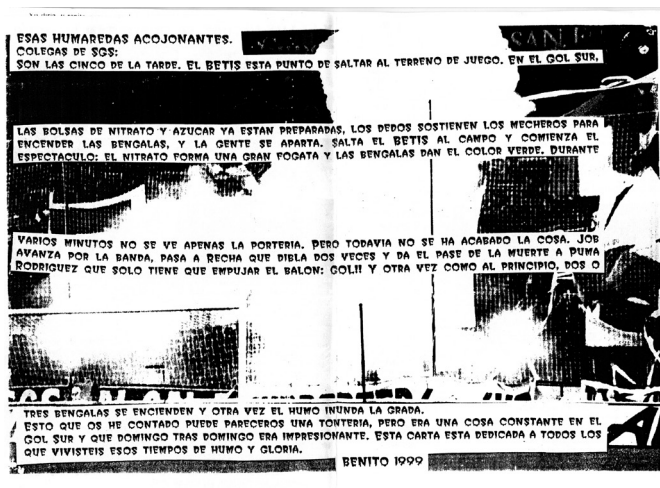 ESAS HUMAREDAS ACOJONANTES.
COLEGAS DE SGS:
SON LAS CINCO DE LA TARDE. EL BETIS ESTA PUNTO DE SALTAR AL TERRENO DE JUEGO. EN EL GOL SUR,
LAS BOLSAS DE NITRATO Y AZUCAR YA ESTAN PREPARADAS, LOS DEDOS SOSTIENEN LOS MECHEROS PARA
ENCENDER LAS BENGALAS, Y LA GENTE SE APARTA. SALTA EL BETIS AL CAMPO Y COMIENZA EL
ESPECTACULO: EL NITRATO FORMA UNA GRAN FOGATA Y LAS BENGALAS DAN EL COLOR VERDE. DURANTE
VARIOS MINUTOS NO SE VE APENAS LA PORTERIA. PERO TODAVIA NO SE HA ACABADO LA COSA. JOB
AVANZA POR LA BANDA, PASA A RECHA QUE DIBLA DOS VECES Y DA EL PASE DE LA MUERTE A PUMA
RODRIGUEZ QUE SOLO TIENE QUE EMPUJAR EL BALON: GOL!! Y OTRA VEZ COMO AL PRINCIPIO, DOS O
TRES BENGALAS SE ENCIENDEN Y OTRA VEZ EL HUMO INUNDA LA GRADA.
ESTO QUE OS HE CONTADO PUEDE PARECEROS UNA TONTERIA, PERO ERA UNA COSA CONSTANTE EN EL
GOL SUR Y QUE DOMINGO TRAS DOMINGO ERA IMPRESIONANTE. ESTA CARTA ESTA DEDICADA A TODOS LOS
QUE VIVISTEIS ESOS TIEMPOS DE HUMO Y GLORIA.
BENITO 1999